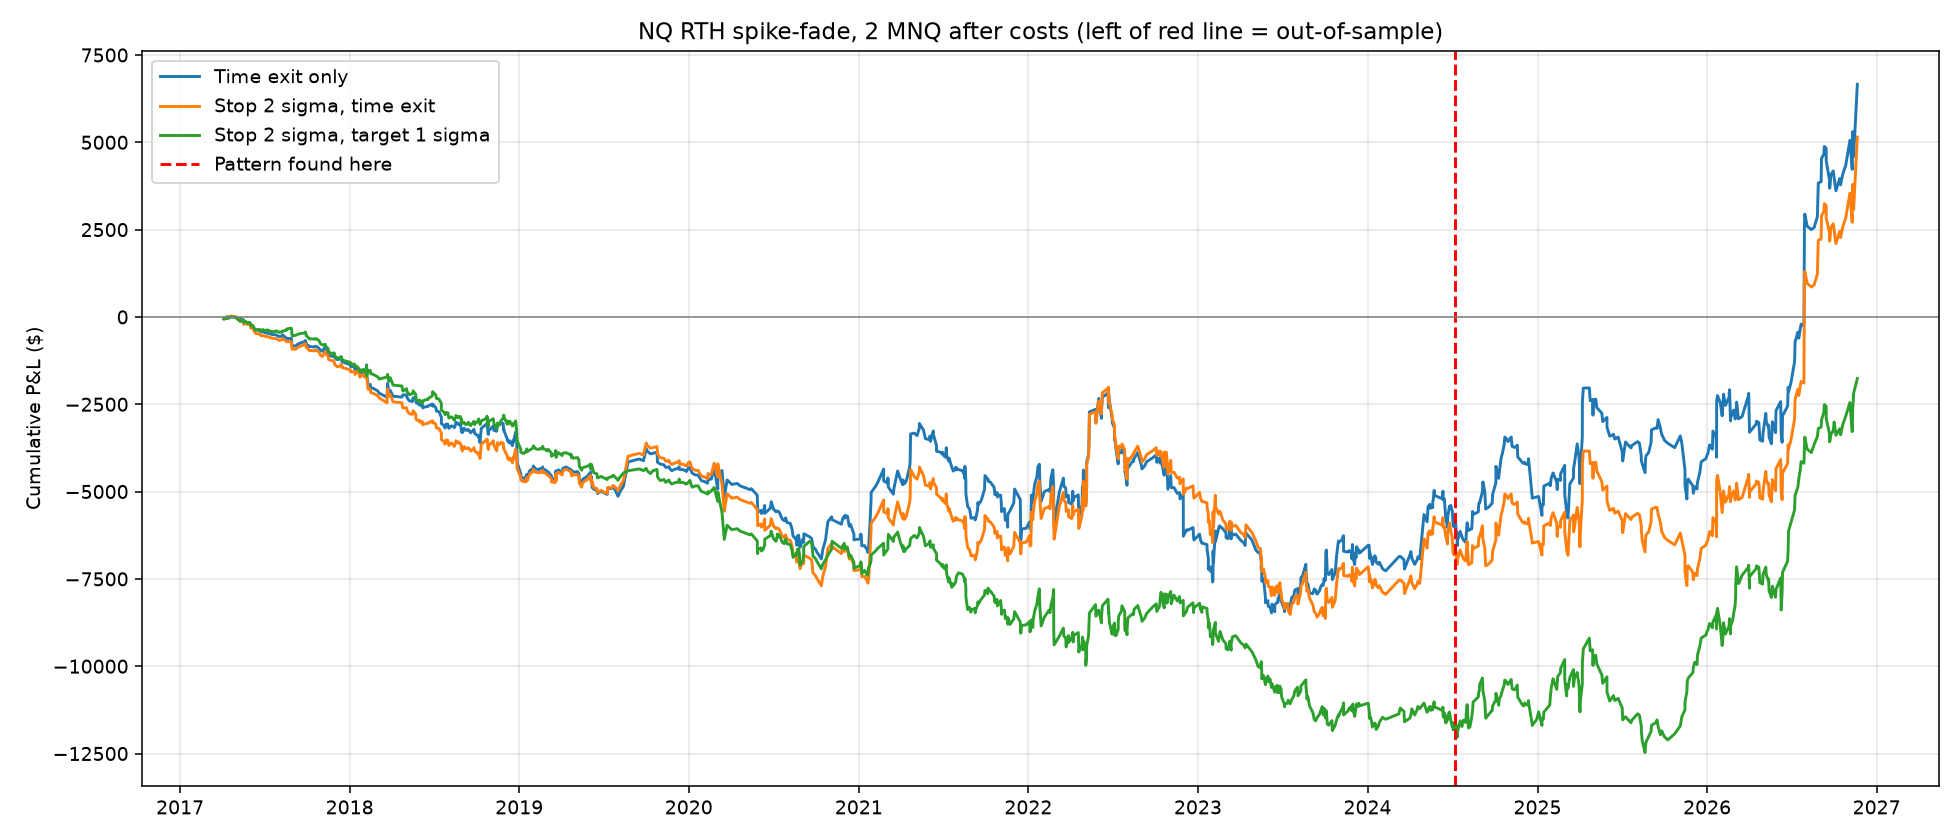 NQ RTH spike-fade, 2 MNQ after costs (left of red line = out-of-sample)
Time exit only
Stop 2 sigma, time exit
Stop 2 sigma, target 1 sigma
Pattern found here
Cumulative P&L ($)
7500
5000
2500
0
−2500
−5000
−7500
−10000
−12500
2017 2018 2019 2020 2021 2022 2023 2024 2025 2026 2027